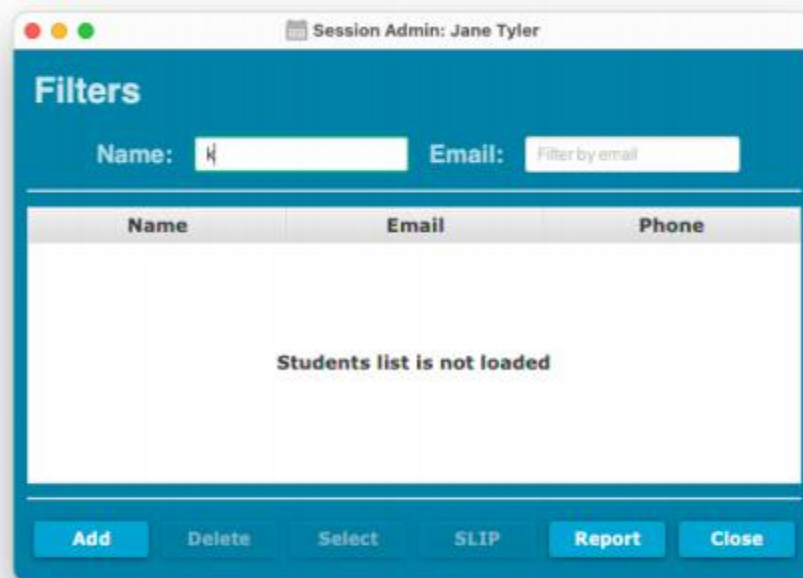 Session Admin: Jane Tyler
Filters
Name: k Email: Filter by email
Name Email Phone
Students list is not loaded
Add Delete Select SLIP Report Close